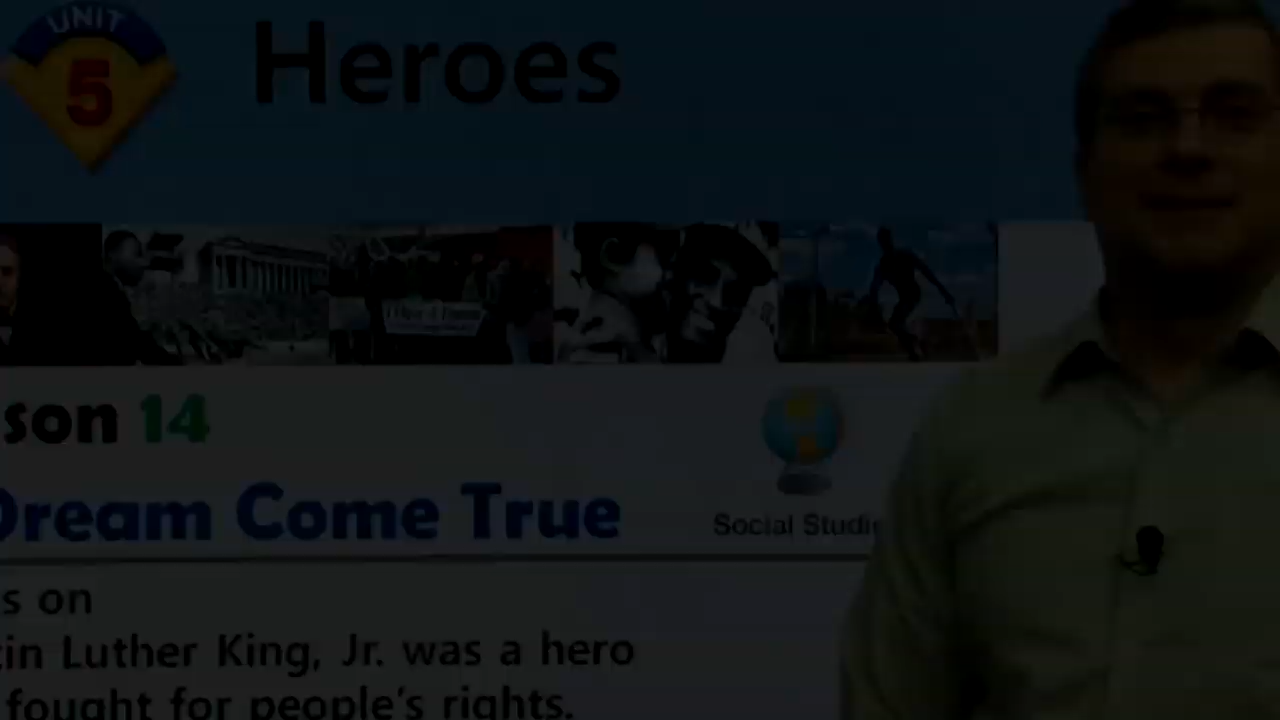 UNIT
5
Heroes
son 14
Dream Come True
Social Studi
s on
tin Luther King, Jr. was a hero
fought for people's rights.